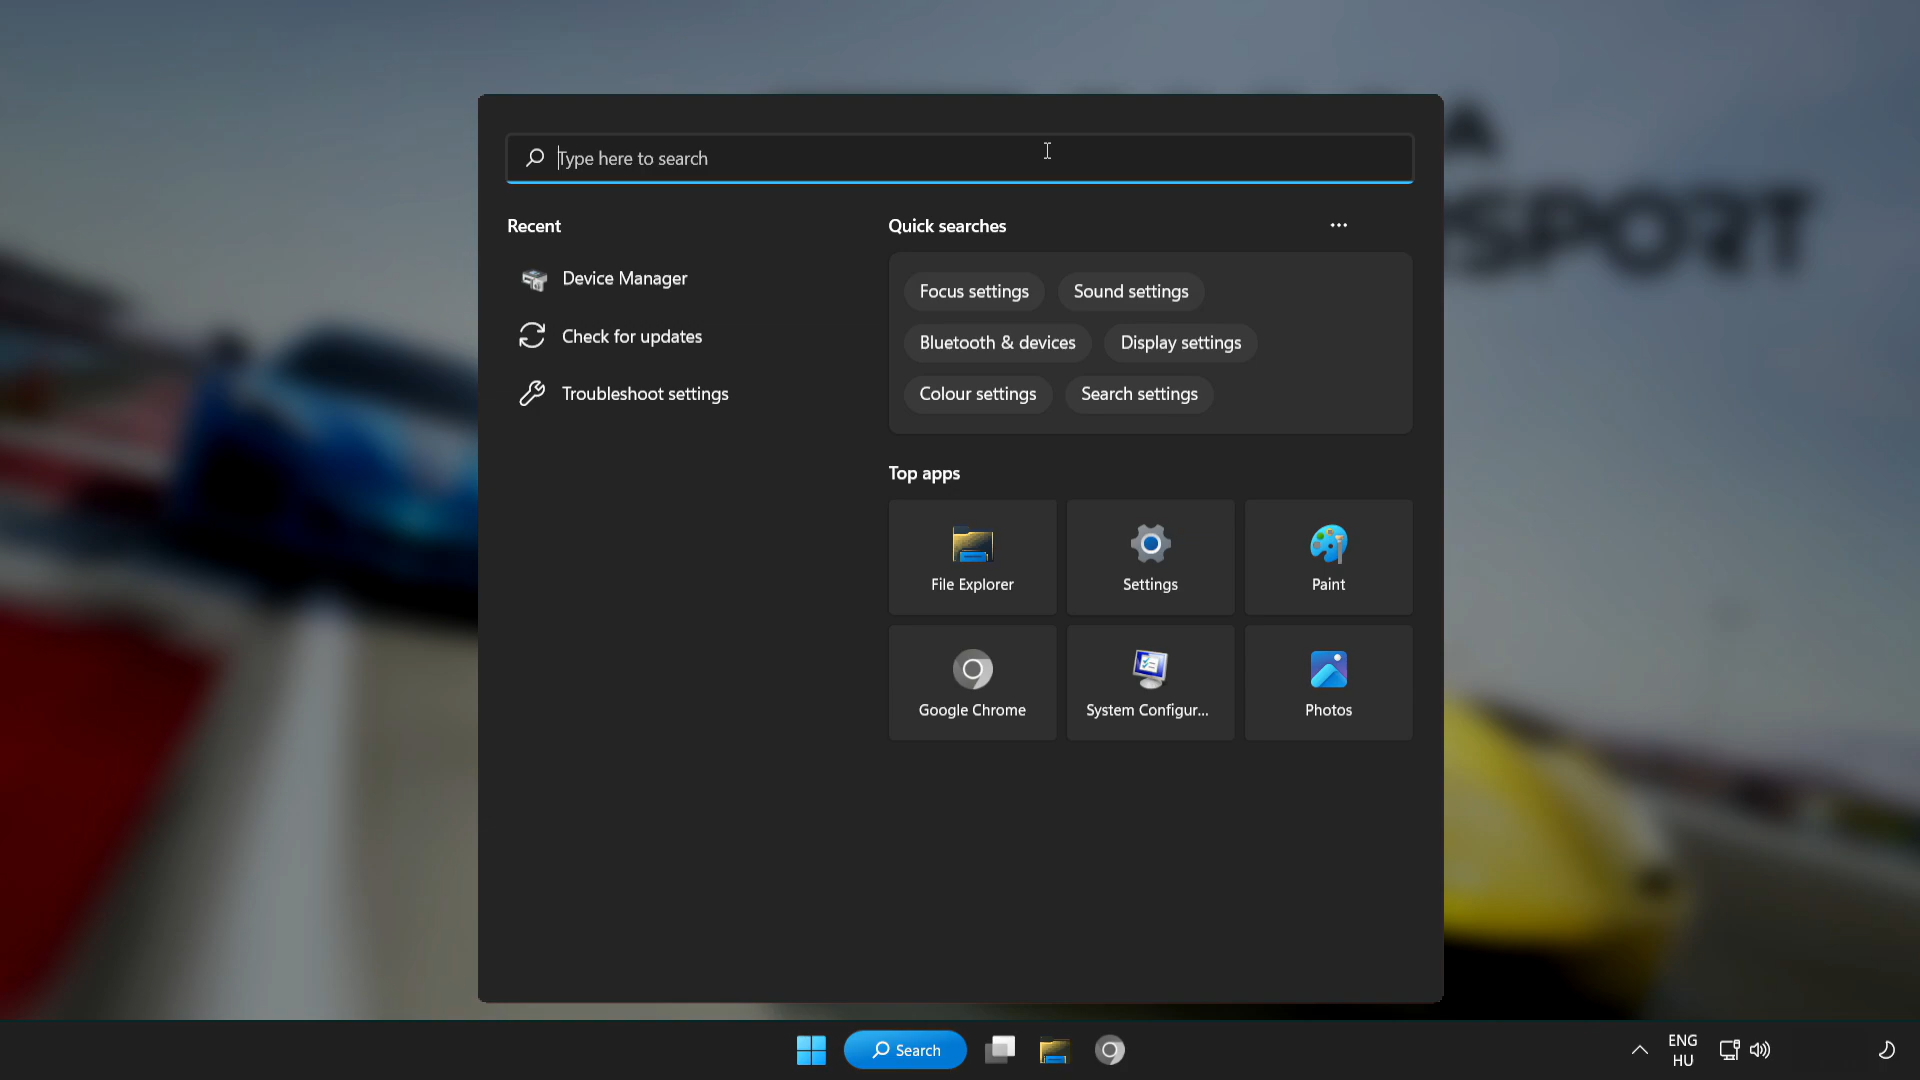 Type here to search
Recent
Quick searches
Device Manager
Check for updates
Troubleshoot settings
Focus settings
Sound settings
Bluetooth & devices
Display settings
Colour settings
Search settings
Top apps
File Explorer
Settings
Paint
Google Chrome
System Configur...
Photos
SPORT
Search
ENG
HU